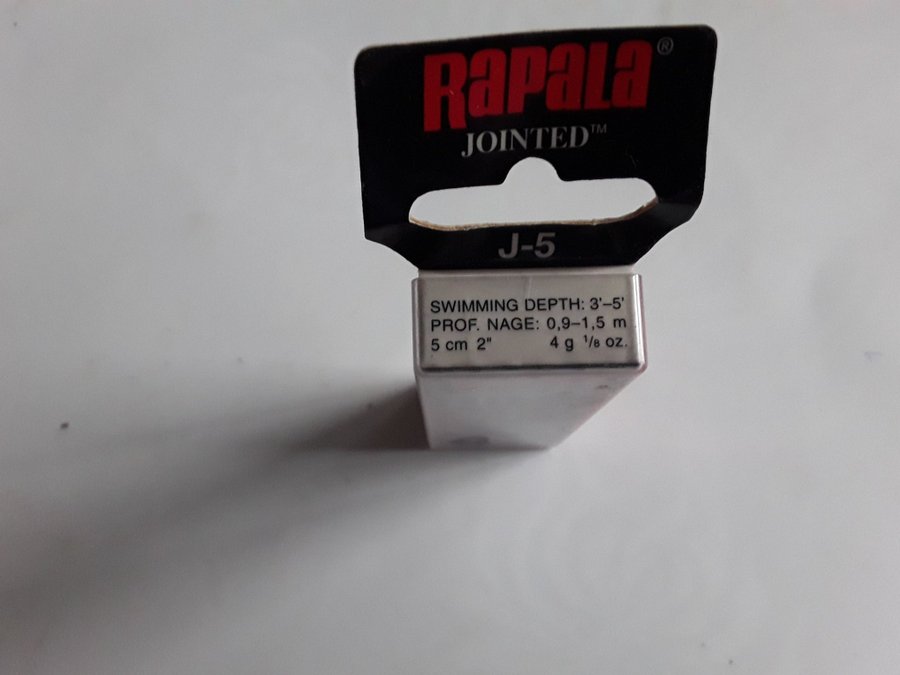 RAPALA®
JOINTED™
J-5
SWIMMING DEPTH: 3'–5'
PROF. NAGE: 0,9–1,5 m
5 cm 2" 4 g 1/8 oz.